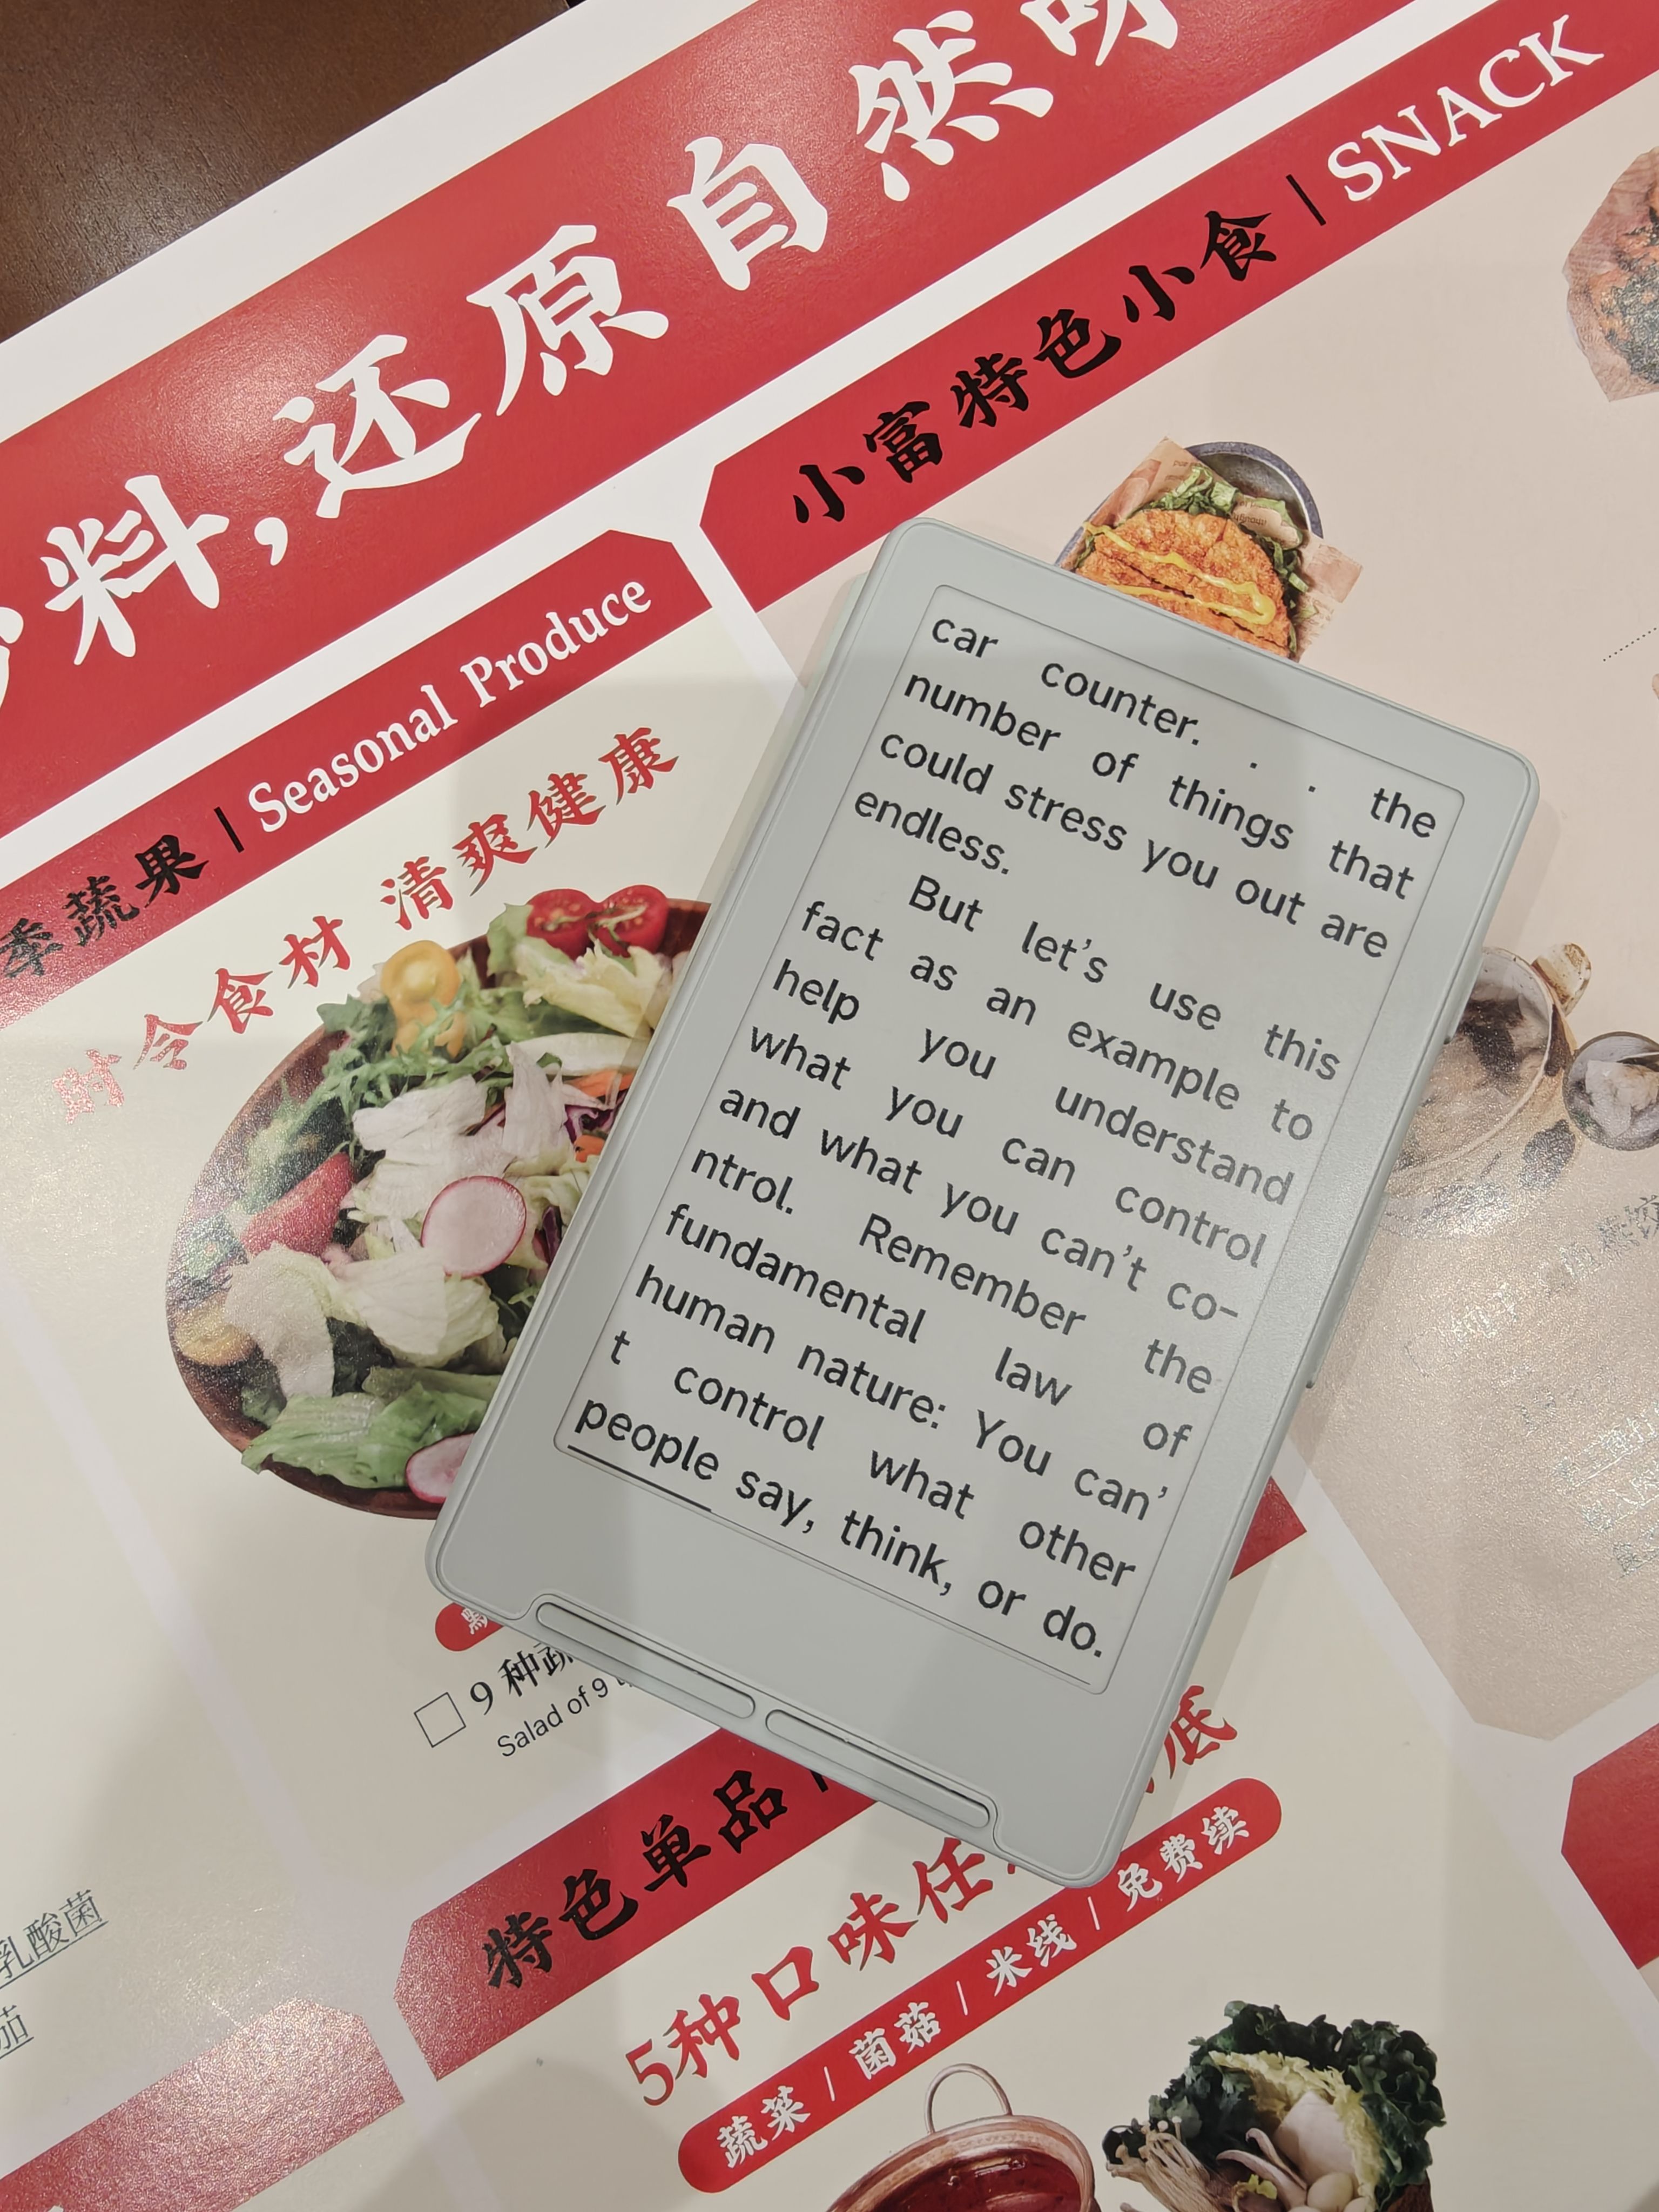 料,还原自然
小富特色小食 | SNACK
季蔬果 | Seasonal Produce
时令食材 清爽健康
car counter. . . the
number of things that
could stress you out are
endless.
But let's use this
fact as an example to
help you understand
what you can control
and what you can't co-
ntrol. Remember the
fundamental law of
human nature: You can'
t control what other
people say, think, or do.
9 种
Salad of 9
特色单品
底
5种口味任
蔬菜 / 菌菇 / 米线 / 免费续
乳酸菌
茄